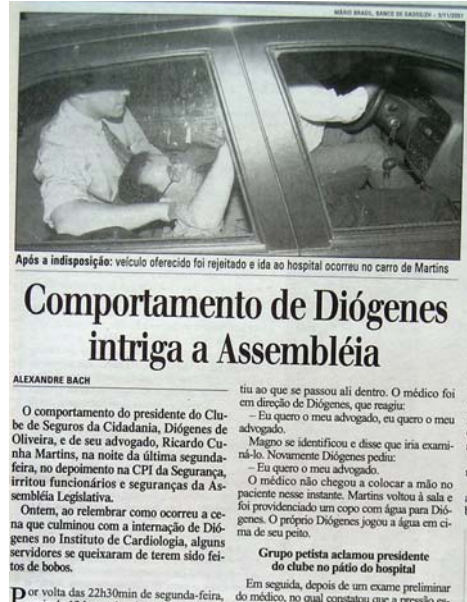 MÁRIO BRASIL, BANCO DE DADOS/ZH – 5/11/2001
Após a indisposição: veículo oferecido foi rejeitado e ida ao hospital ocorreu no carro de Martins
Comportamento de Diógenes
intriga a Assembléia
ALEXANDRE BACH
O comportamento do presidente do Clu-
be de Seguros da Cidadania, Diógenes de
Oliveira, e de seu advogado, Ricardo Cu-
nha Martins, na noite da última segunda-
feira, no depoimento na CPI da Segurança,
irritou funcionários e seguranças da As-
sembléia Legislativa.
Ontem, ao relembrar como ocorreu a ce-
na que culminou com a internação de Dió-
genes no Instituto de Cardiologia, alguns
servidores se queixaram de terem sido fei-
tos de bobos.
Por volta das 22h30min de segunda-feira,
tiu ao que se passou ali dentro. O médico foi
em direção de Diógenes, que reagiu:
– Eu quero o meu advogado, eu quero o meu
advogado.
Magno se identificou e disse que iria exami-
ná-lo. Novamente Diógenes pediu:
– Eu quero o meu advogado.
O médico não chegou a colocar a mão no
paciente nesse instante. Martins voltou à sala e
foi providenciado um copo com água para Dió-
genes. O próprio Diógenes jogou a água em ci-
ma de seu peito.
Grupo petista aclamou presidente
do clube no pátio do hospital
Em seguida, depois de um exame preliminar
do médico, no qual constatou que a pressão es-